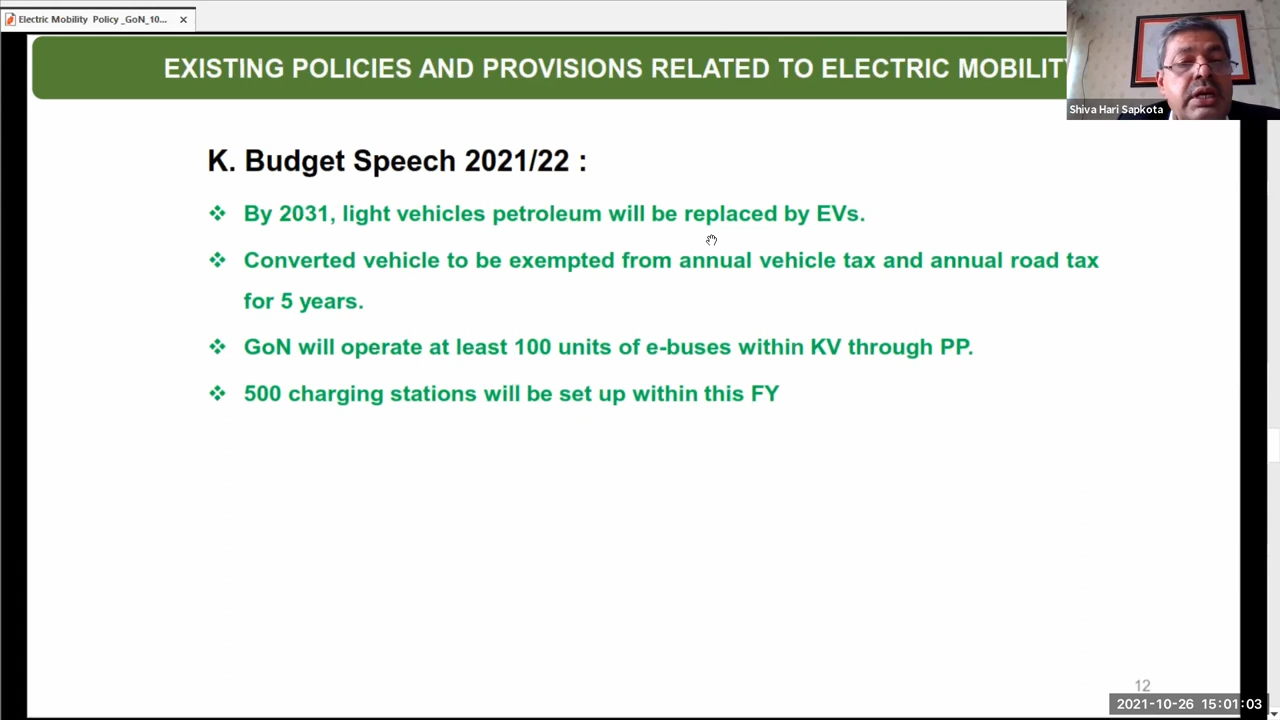 Electric Mobility Policy _GoN_10...
EXISTING POLICIES AND PROVISIONS RELATED TO ELECTRIC MOBILITY
Shiva Hari Sapkota
K. Budget Speech 2021/22 :
By 2031, light vehicles petroleum will be replaced by EVs.
Converted vehicle to be exempted from annual vehicle tax and annual road tax
for 5 years.
GoN will operate at least 100 units of e-buses within KV through PP.
500 charging stations will be set up within this FY
12
2021-10-26 15:01:03